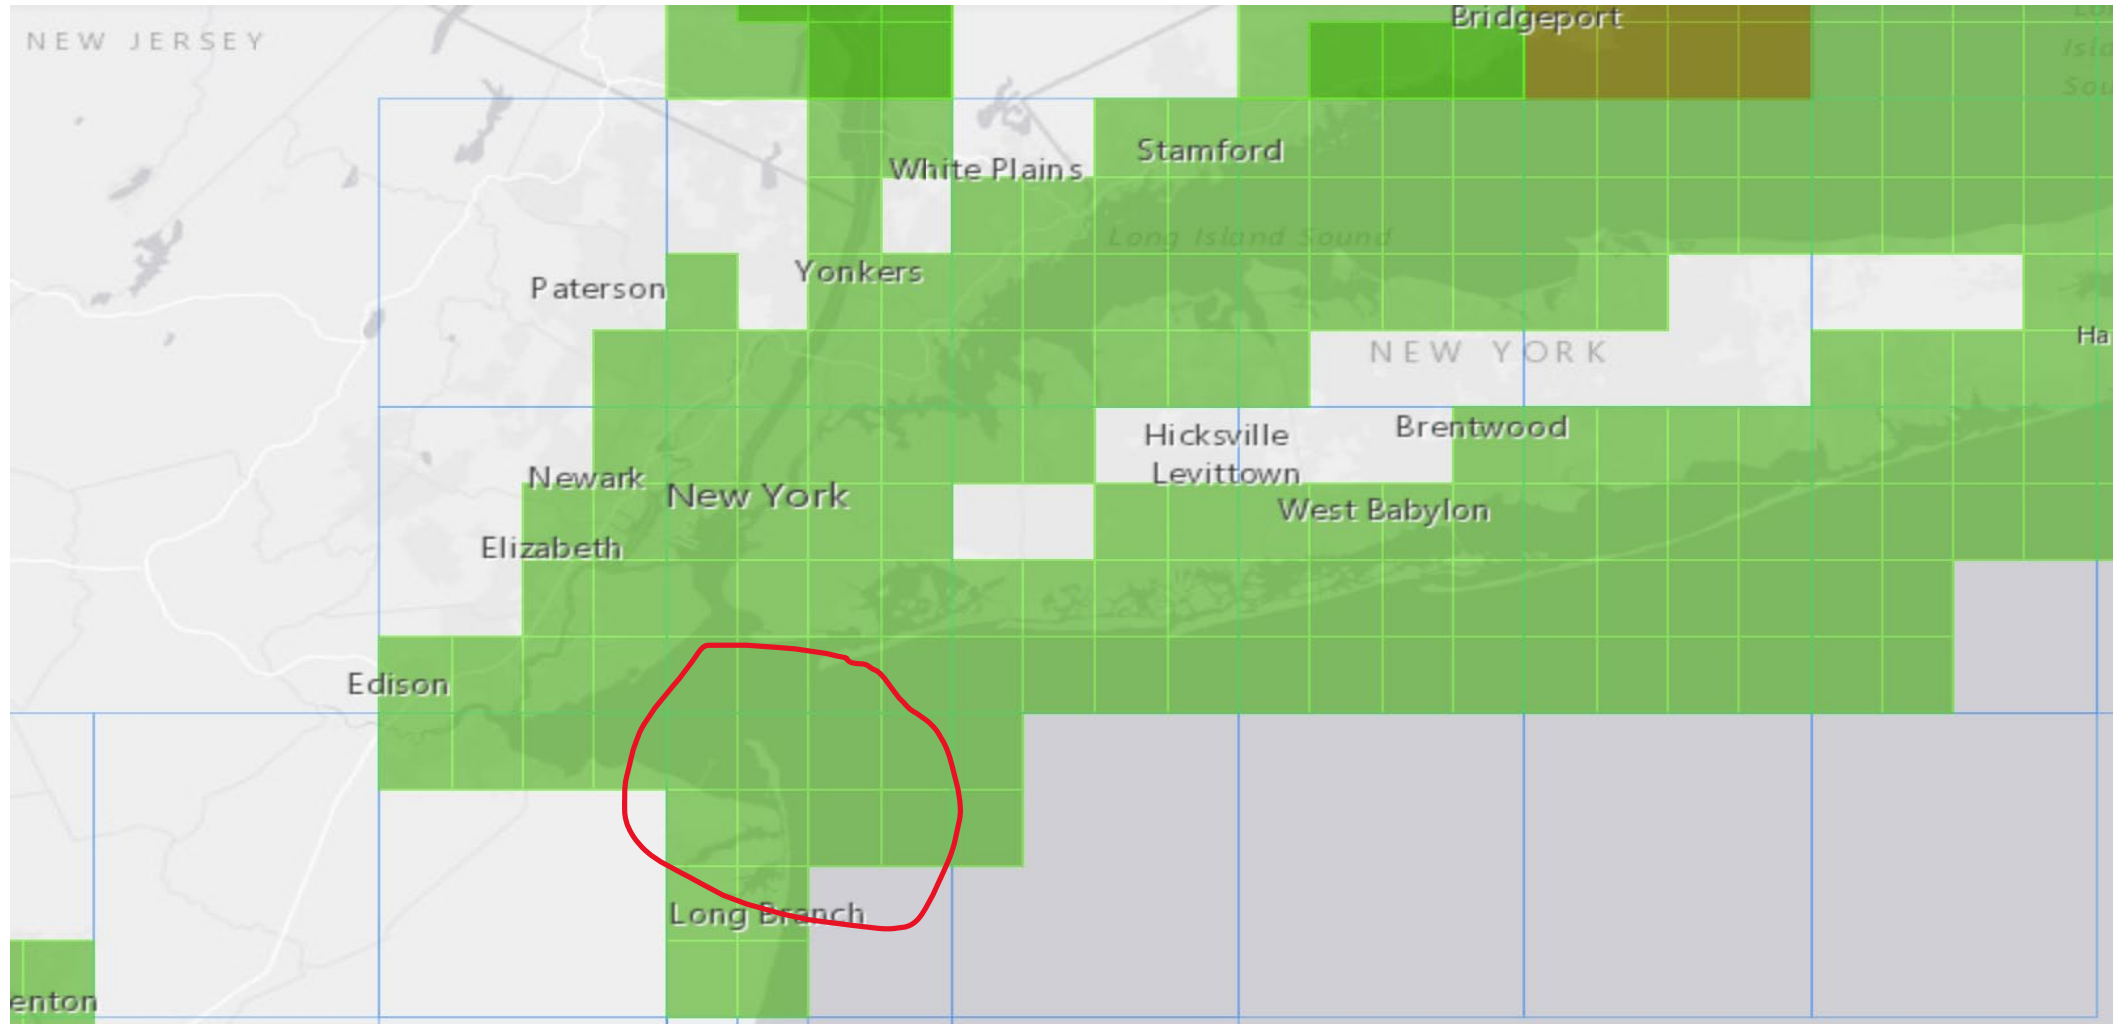 Bridgeport
NEW JERSEY
Stamford
White Plains
Long Island Sound
Yonkers
Paterson
Ha
NEW YORK
Brentwood
Hicksville
Levittown
Newark
New York
West Babylon
Elizabeth
Edison
Long Branch
enton